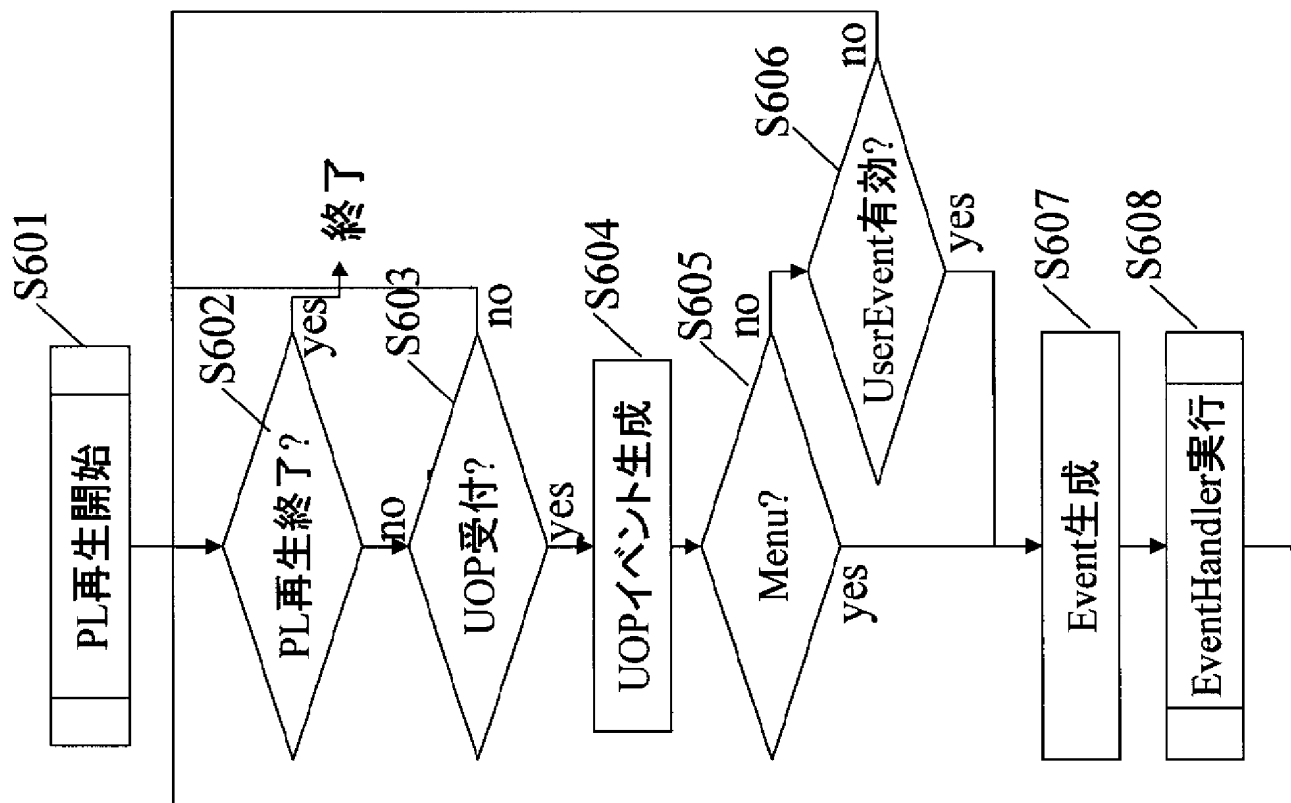 S601
PL再生開始
S602
PL再生終了?
yes
終了
no
S603
UOP受付?
no
yes
S604
UOPイベント生成
S605
Menu?
no
yes
S606
UserEvent有効?
no
yes
S607
Event生成
S608
EventHandler実行